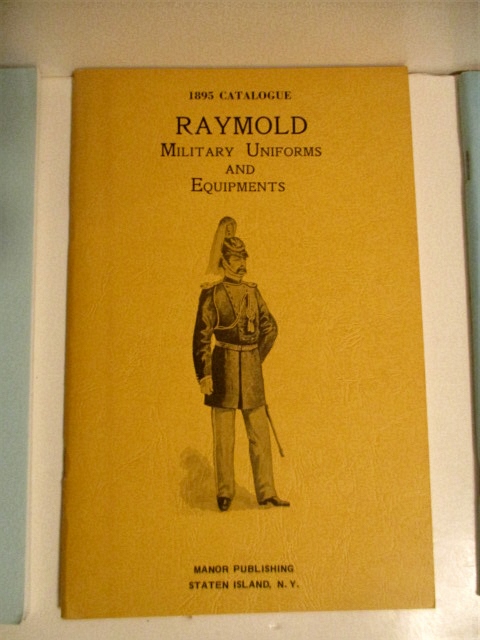 1895 CATALOGUE
RAYMOLD
MILITARY UNIFORMS
AND
EQUIPMENTS
MANOR PUBLISHING
STATEN ISLAND, N.Y.